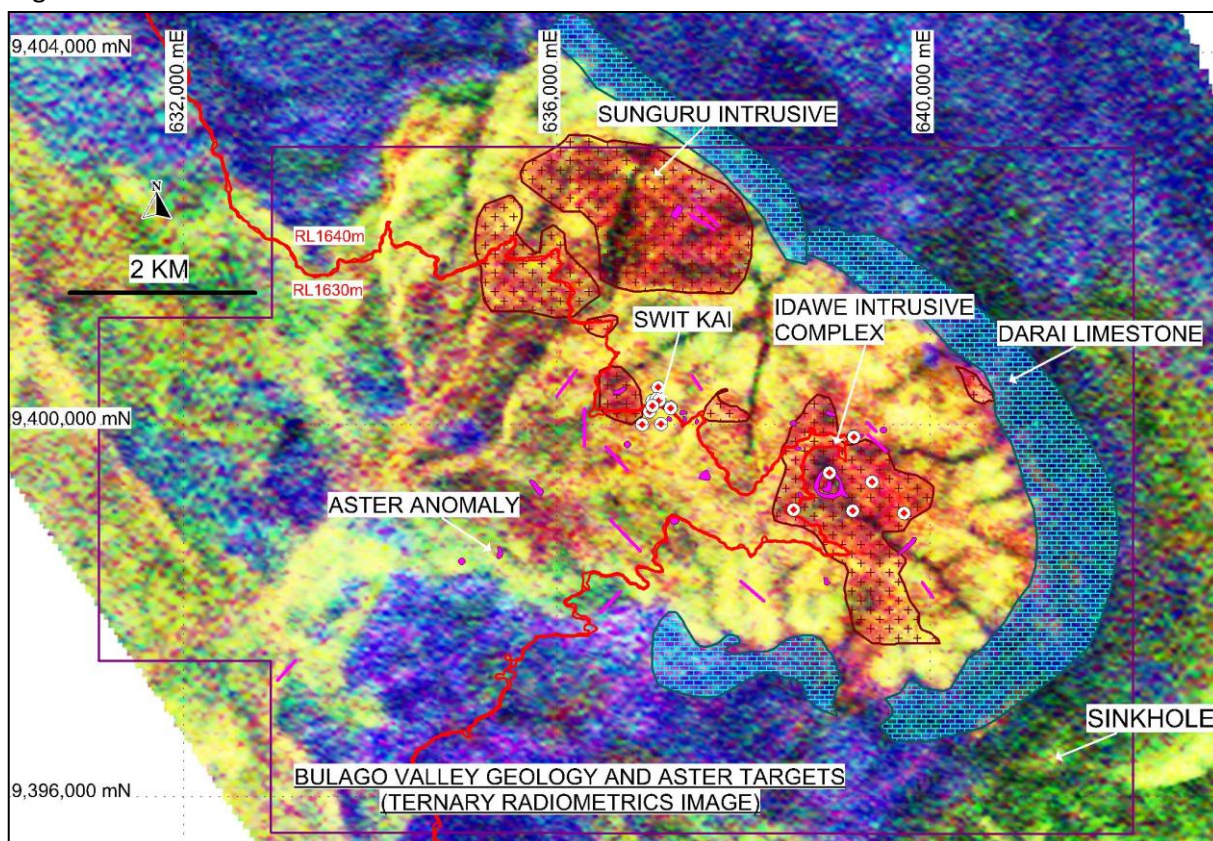 9,404,000 mN
632,000 mE
636,000 mE
640,000 mE
SUNGURU INTRUSIVE
N
RL1640m
2 KM
RL1630m
SWIT KAI
IDAWE INTRUSIVE
COMPLEX
DARAI LIMESTONE
9,400,000 mN
ASTER ANOMALY
SINKHOLE
BULAGO VALLEY GEOLOGY AND ASTER TARGETS
(TERNARY RADIOMETRICS IMAGE)
9,396,000 mN